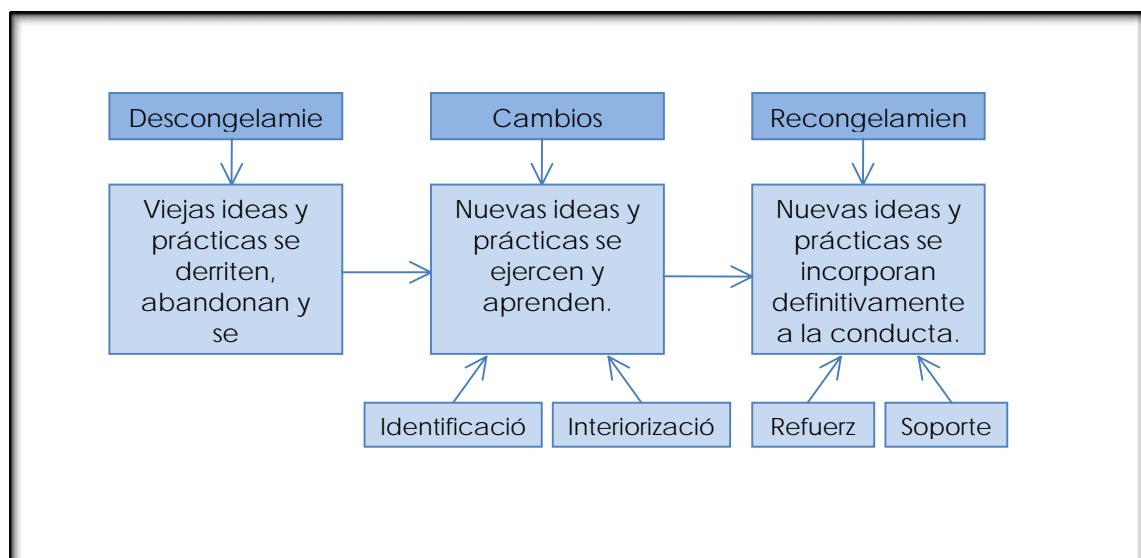 Descongelamie
Cambios
Recongelamien
Viejas ideas y
prácticas se
derriten,
abandonan y
se
Nuevas ideas y
prácticas se
ejercen y
aprenden.
Nuevas ideas y
prácticas se
incorporan
definitivamente
a la conducta.
Identificació
Interiorizació
Refuerz
Soporte